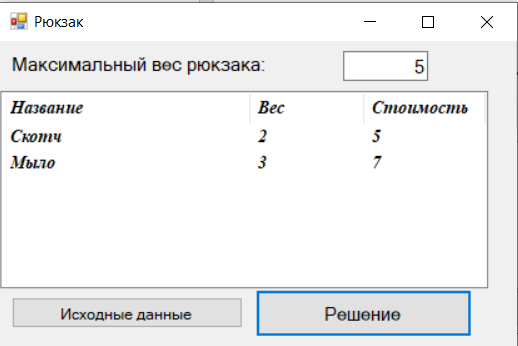 Рюкзак
Максимальный вес рюкзака: 5
Название Вес Стоимость
Скотч 2 5
Мыло 3 7
Исходные данные Решение